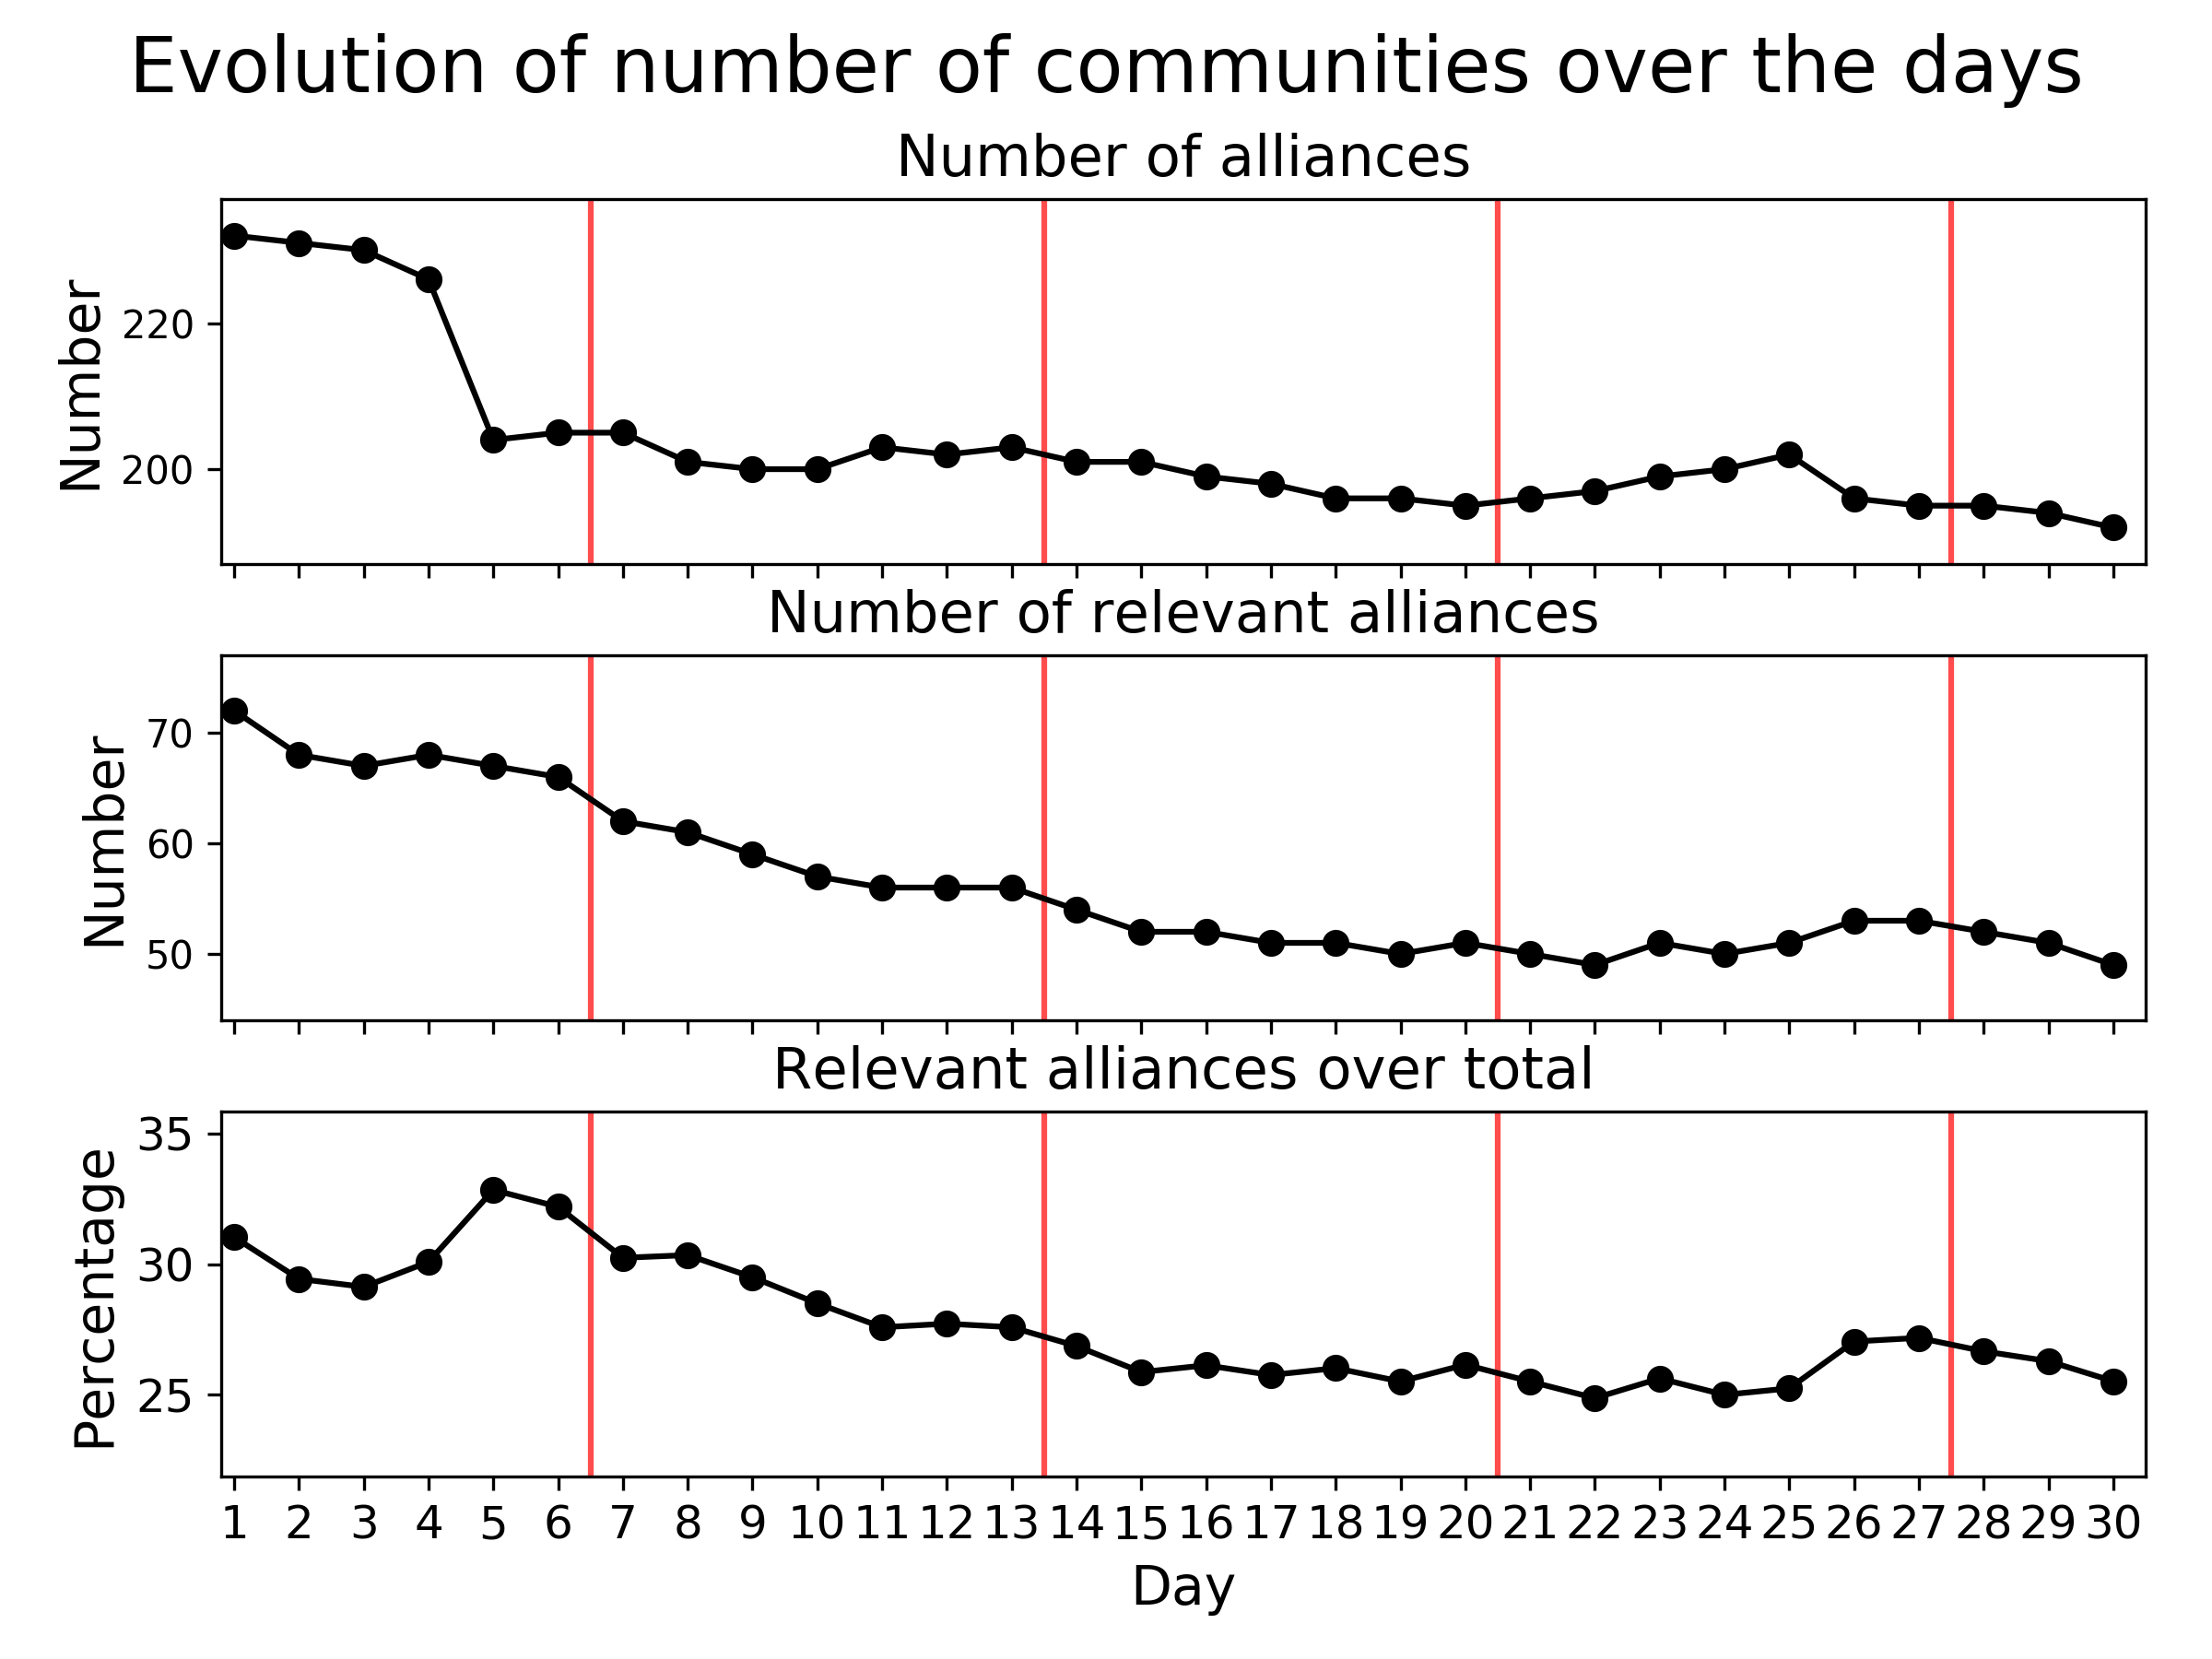 Evolution of number of communities over the days
Number of alliances
Number
220
200
Number of relevant alliances
Number
70
60
50
Relevant alliances over total
Percentage
35
30
25
1 2 3 4 5 6 7 8 9 10 11 12 13 14 15 16 17 18 19 20 21 22 23 24 25 26 27 28 29 30
Day